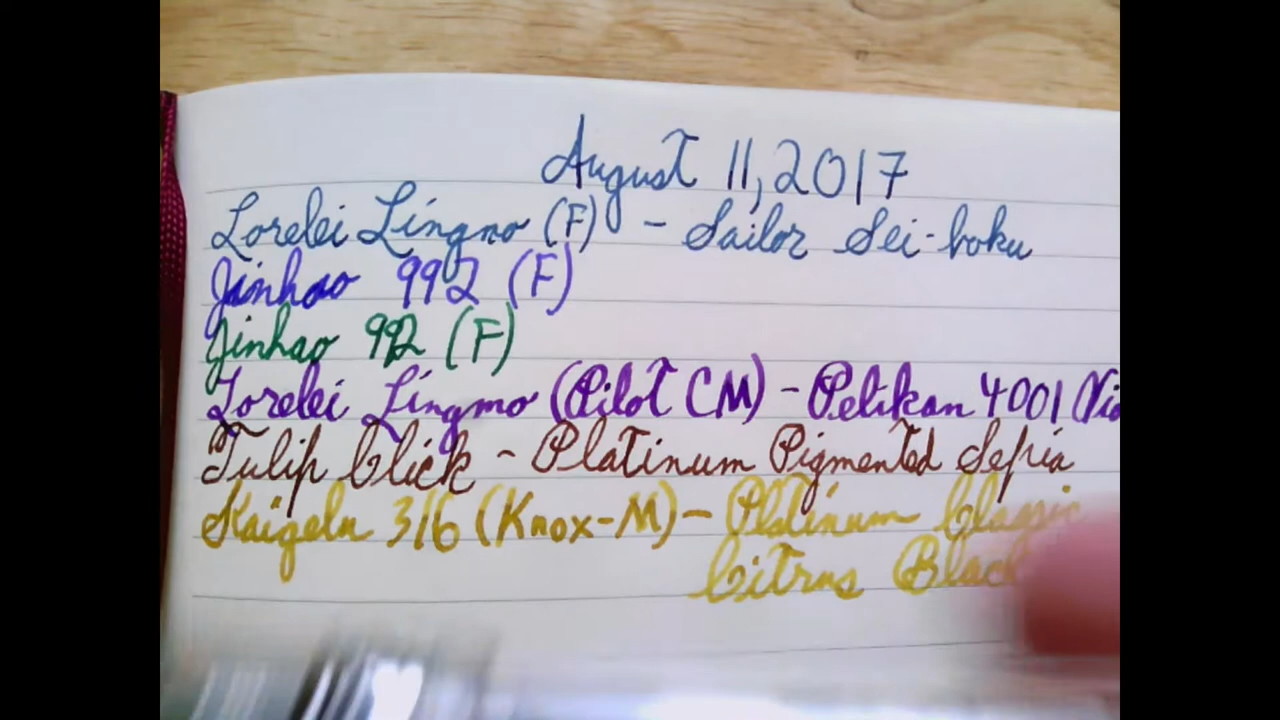 August 11, 2017
Lorelei Lingmo (F) - Sailor Sei-boku
Jinhao 992 (F)
Jinhao 992 (F)
Lorelei Lingmo (Pilot CM) - Pelikan 4001
Tulip Click - Platinum Pigmented Sepia
Kaigelu 316 (Knox-M) - Platinum Classic
Citrus Black